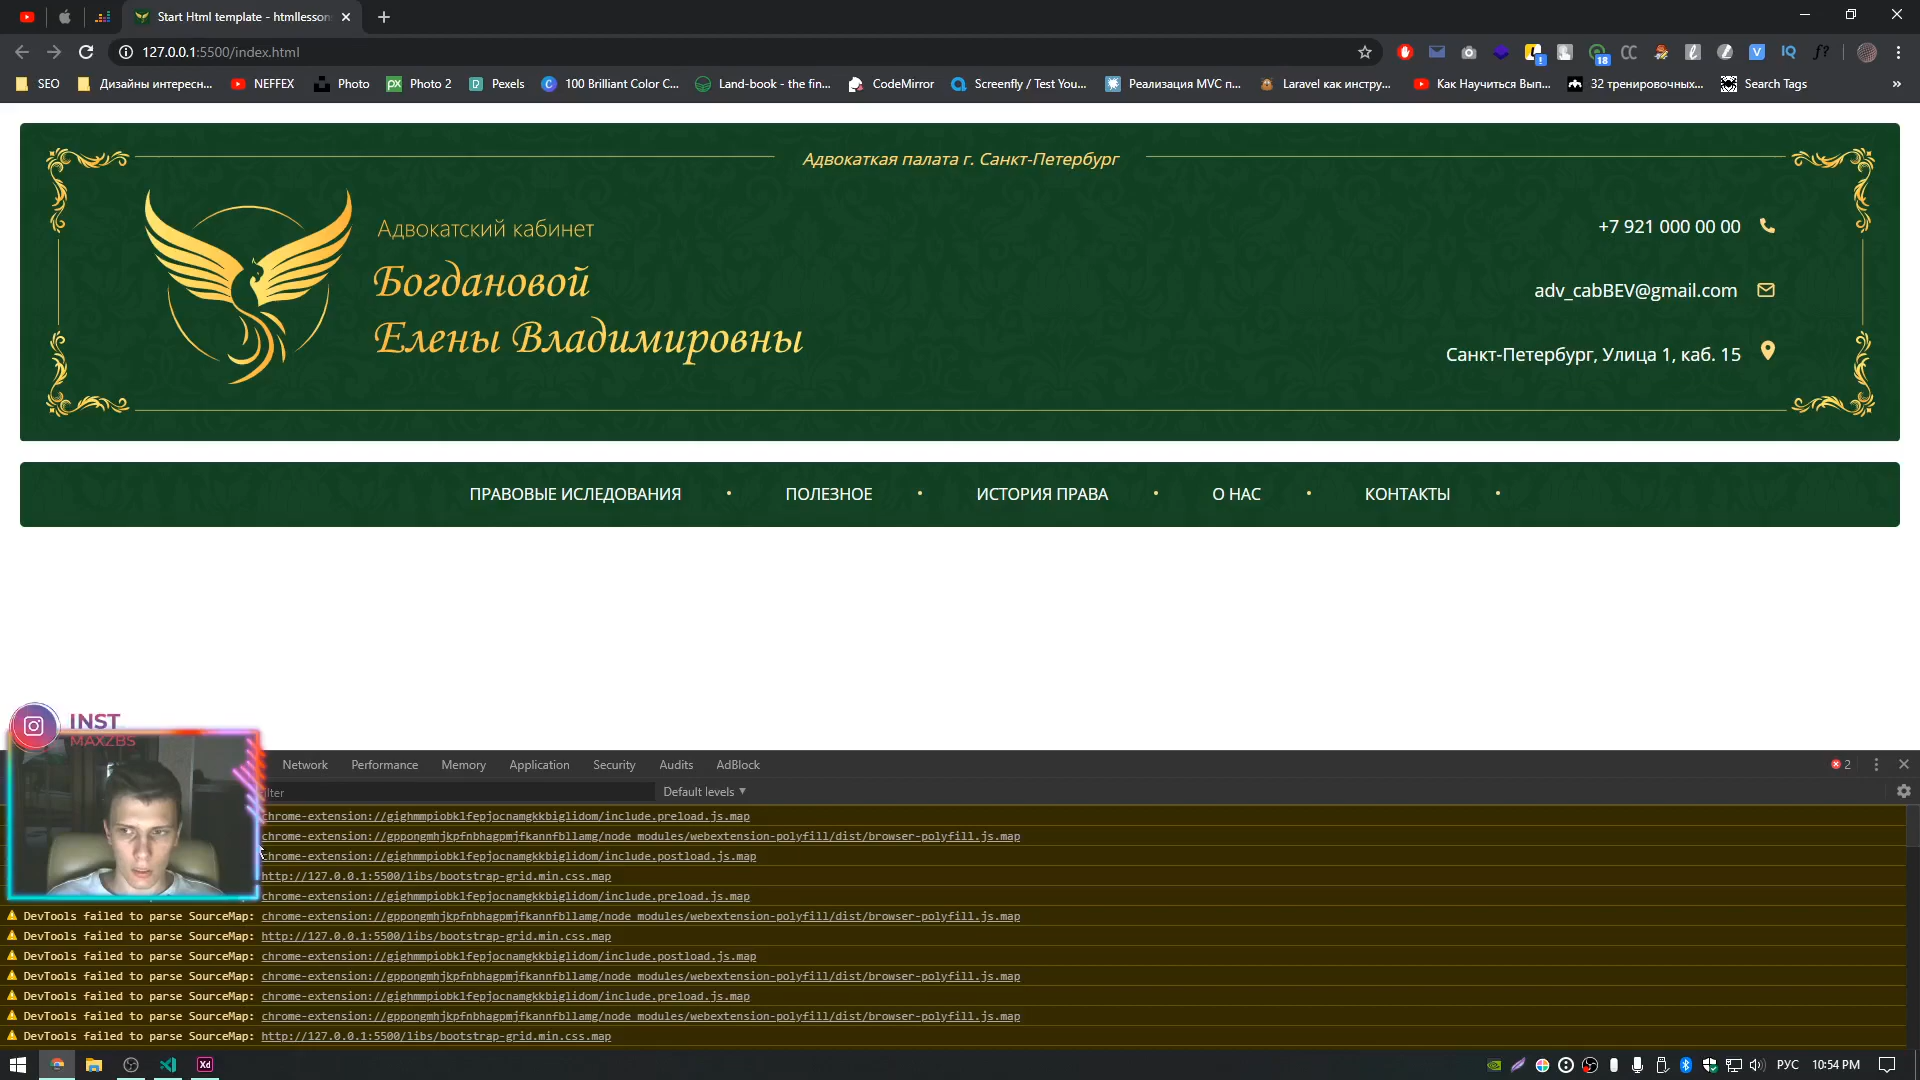 Start Html template - htmllesson
127.0.0.1:5500/index.html
SEO
Дизайны интересн...
NEFFEX
Photo
Photo 2
Pexels
100 Brilliant Color C...
Land-book - the fin...
CodeMirror
Screenfly / Test You...
Реализация MVC п...
Laravel как инстру...
Как Научиться Вып...
32 тренировочных...
Search Tags
Адвокаткая палата г. Санкт-Петербург
Адвокатский кабинет
Богдановой
Елены Владимировны
+7 921 000 00 00
adv_cabBEV@gmail.com
Санкт-Петербург, Улица 1, каб. 15
ПРАВОВЫЕ ИСЛЕДОВАНИЯ • ПОЛЕЗНОЕ • ИСТОРИЯ ПРАВА • О НАС • КОНТАКТЫ •
INST
MAXZBS
Network Performance Memory Application Security Audits AdBlock 2
lter Default levels ▼
chrome-extension://gighmmpiobklfepjocnamgkkbiglidom/include.preload.js.map
chrome-extension://gppongmhjkpfnbhagpmjfkannfbllamg/node_modules/webextension-polyfill/dist/browser-polyfill.js.map
chrome-extension://gighmmpiobklfepjocnamgkkbiglidom/include.postload.js.map
http://127.0.0.1:5500/libs/bootstrap-grid.min.css.map
chrome-extension://gighmmpiobklfepjocnamgkkbiglidom/include.preload.js.map
DevTools failed to parse SourceMap: chrome-extension://gppongmhjkpfnbhagpmjfkannfbllamg/node_modules/webextension-polyfill/dist/browser-polyfill.js.map
DevTools failed to parse SourceMap: http://127.0.0.1:5500/libs/bootstrap-grid.min.css.map
DevTools failed to parse SourceMap: chrome-extension://gighmmpiobklfepjocnamgkkbiglidom/include.postload.js.map
DevTools failed to parse SourceMap: chrome-extension://gppongmhjkpfnbhagpmjfkannfbllamg/node_modules/webextension-polyfill/dist/browser-polyfill.js.map
DevTools failed to parse SourceMap: chrome-extension://gighmmpiobklfepjocnamgkkbiglidom/include.preload.js.map
DevTools failed to parse SourceMap: chrome-extension://gppongmhjkpfnbhagpmjfkannfbllamg/node_modules/webextension-polyfill/dist/browser-polyfill.js.map
DevTools failed to parse SourceMap: http://127.0.0.1:5500/libs/bootstrap-grid.min.css.map
Xd
РУС 10:54 PM